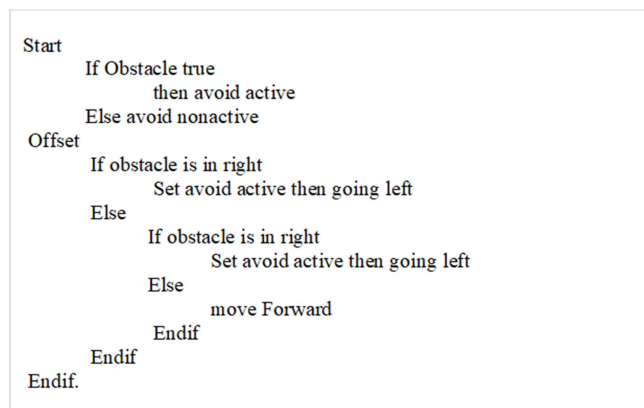 Start
If Obstacle true
then avoid active
Else avoid nonactive
Offset
If obstacle is in right
Set avoid active then going left
Else
If obstacle is in right
Set avoid active then going left
Else
move Forward
Endif
Endif
Endif.